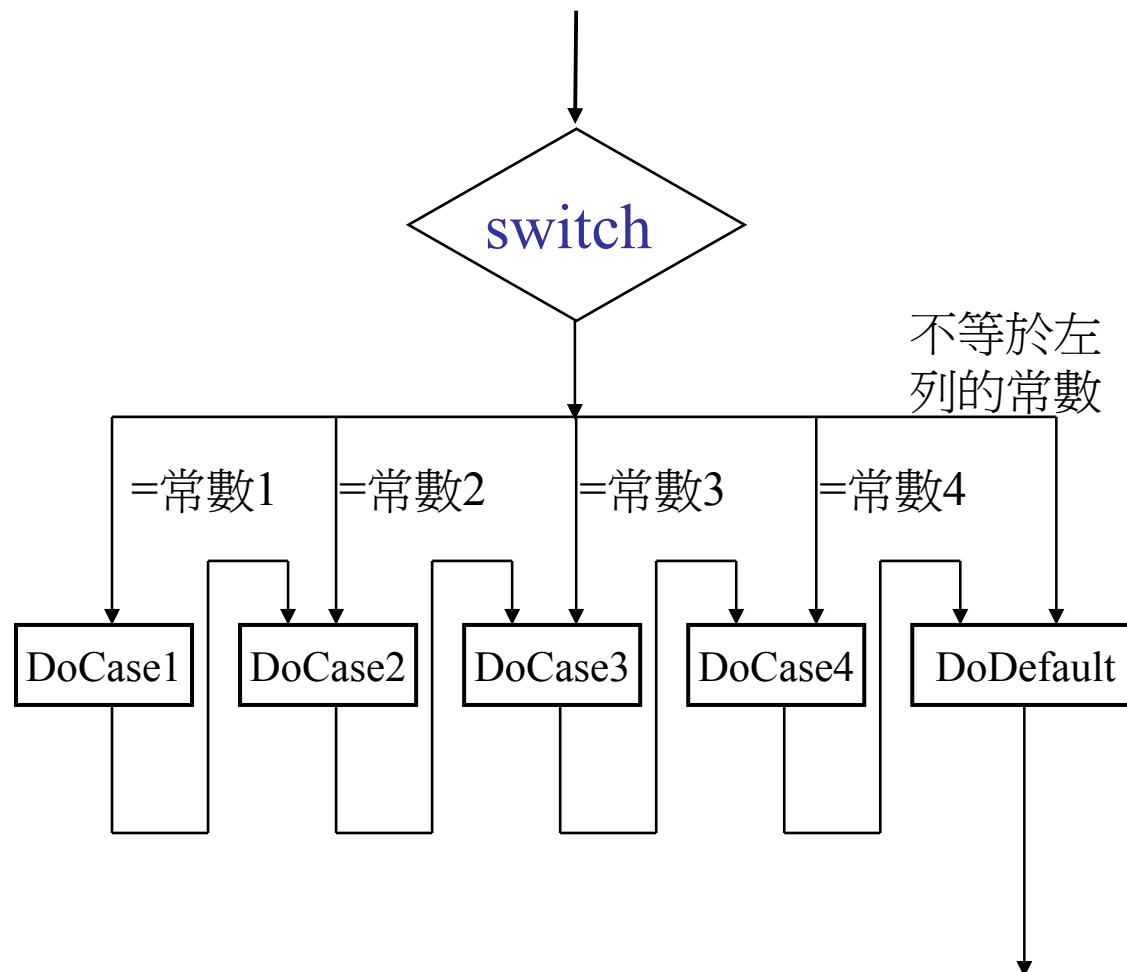 switch
不等於左
列的常數
=常數1
=常數2
=常數3
=常數4
DoCase1
DoCase2
DoCase3
DoCase4
DoDefault